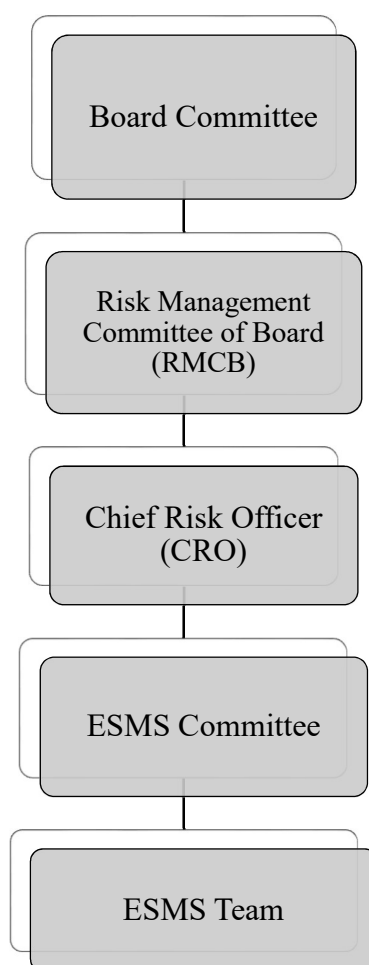 Board Committee
Risk Management
Committee of Board
(RMCB)
Chief Risk Officer
(CRO)
ESMS Committee
ESMS Team